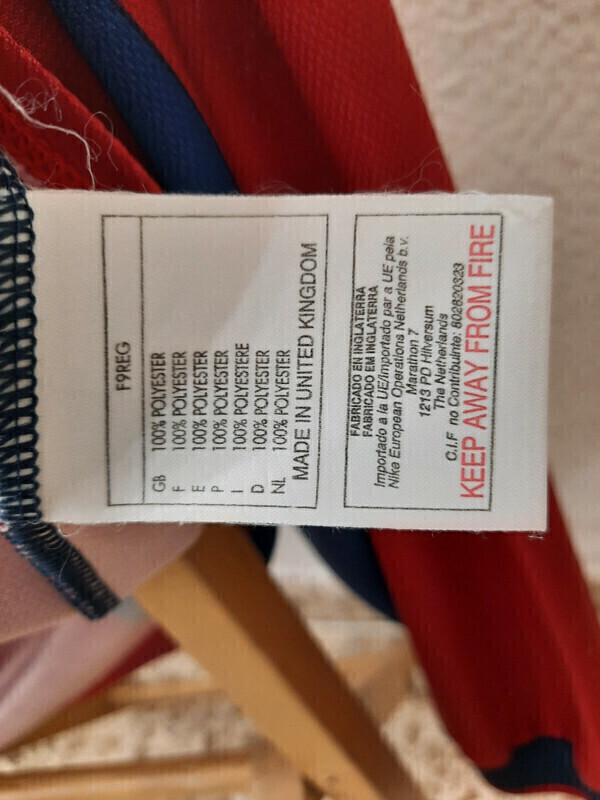 F9REG
GB 100% POLYESTER
F 100% POLYESTER
E 100% POLYESTER
P 100% POLYESTER
I 100% POLYESTERE
D 100% POLYESTER
NL 100% POLYESTER
MADE IN UNITED KINGDOM
FABRICADO EN INGLATERRA
FABRICADO EM INGLATERRA
Importado a la UE/Importado par a UE pela
Nike European Operations Netherlands b.v.
Marathon 7
1213 PD Hilversum
The Netherlands
C.I.F no Contribuinte: 802820323
KEEP AWAY FROM FIRE